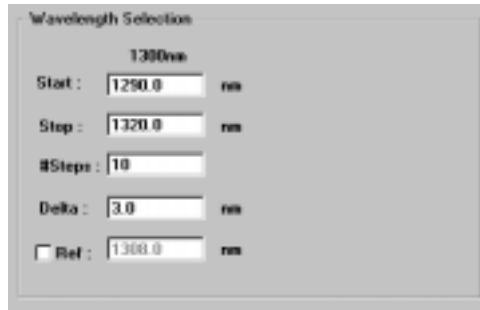 Wavelength Selection
1300nm
Start : 1290.0 nm
Stop : 1320.0 nm
#Steps : 10
Delta : 3.0 nm
Ref : 1308.0 nm